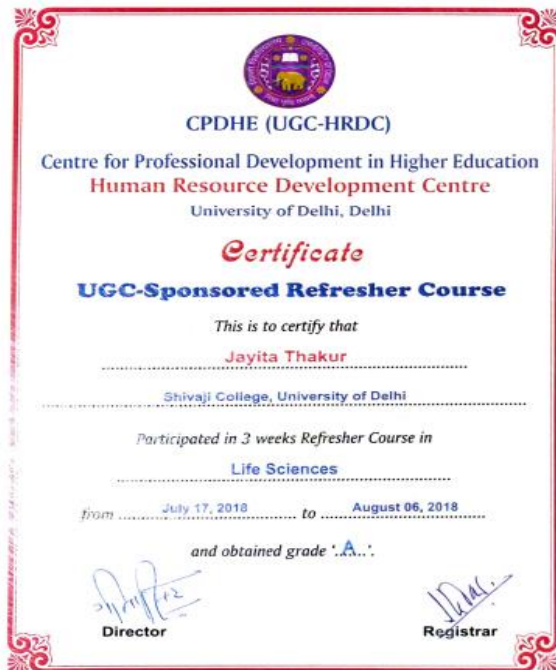 CPDHE (UGC-HRDC)
Centre for Professional Development in Higher Education
Human Resource Development Centre
University of Delhi, Delhi
Certificate
UGC-Sponsored Refresher Course
This is to certify that
Jayita Thakur
Shivaji College, University of Delhi
Participated in 3 weeks Refresher Course in
Life Sciences
from July 17, 2018 to August 06, 2018
and obtained grade '..A..'.
Director
Registrar